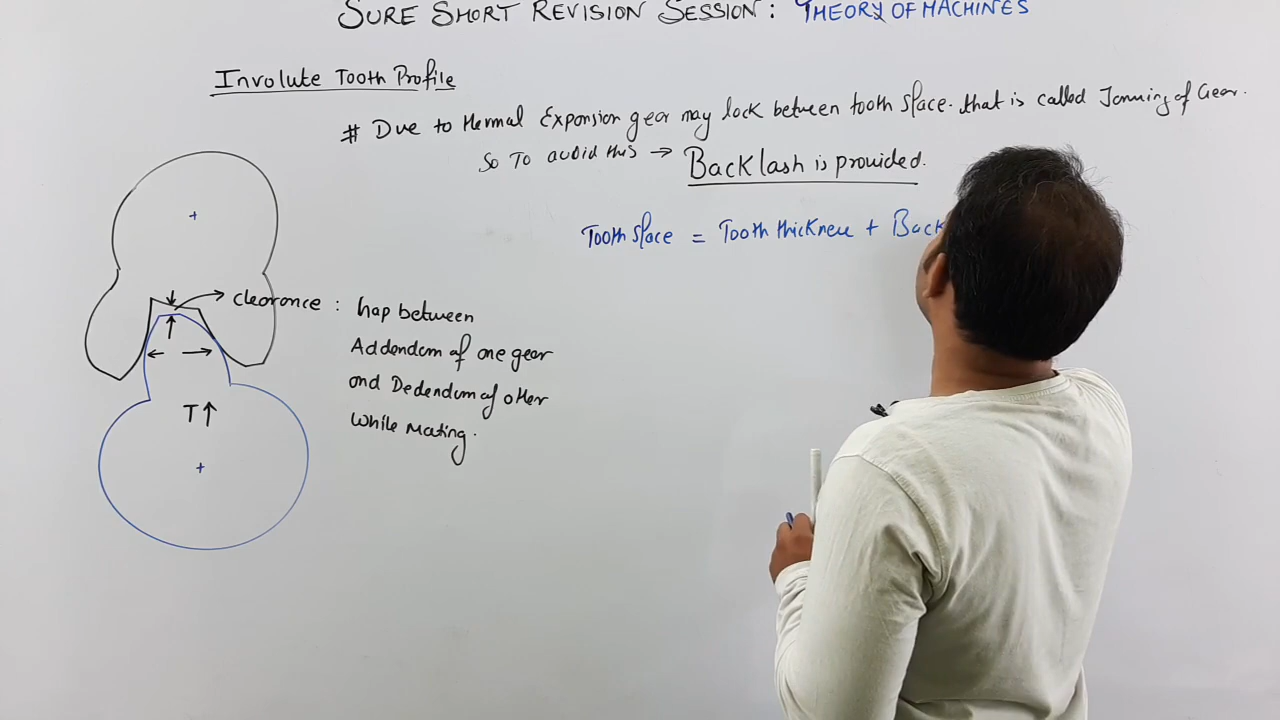 SURE SHORT REVISION SESSION : THEORY OF MACHINES
Involute Tooth Profile
# Due to thermal Expansion gear may lock between tooth space. that is called Jamming of Gear.
So To avoid this → Backlash is provided.
Tooth space = Tooth thickness + Back
clearance : hap between
Addendum of one gear
and Dedendum of other
while Mating.
T↑